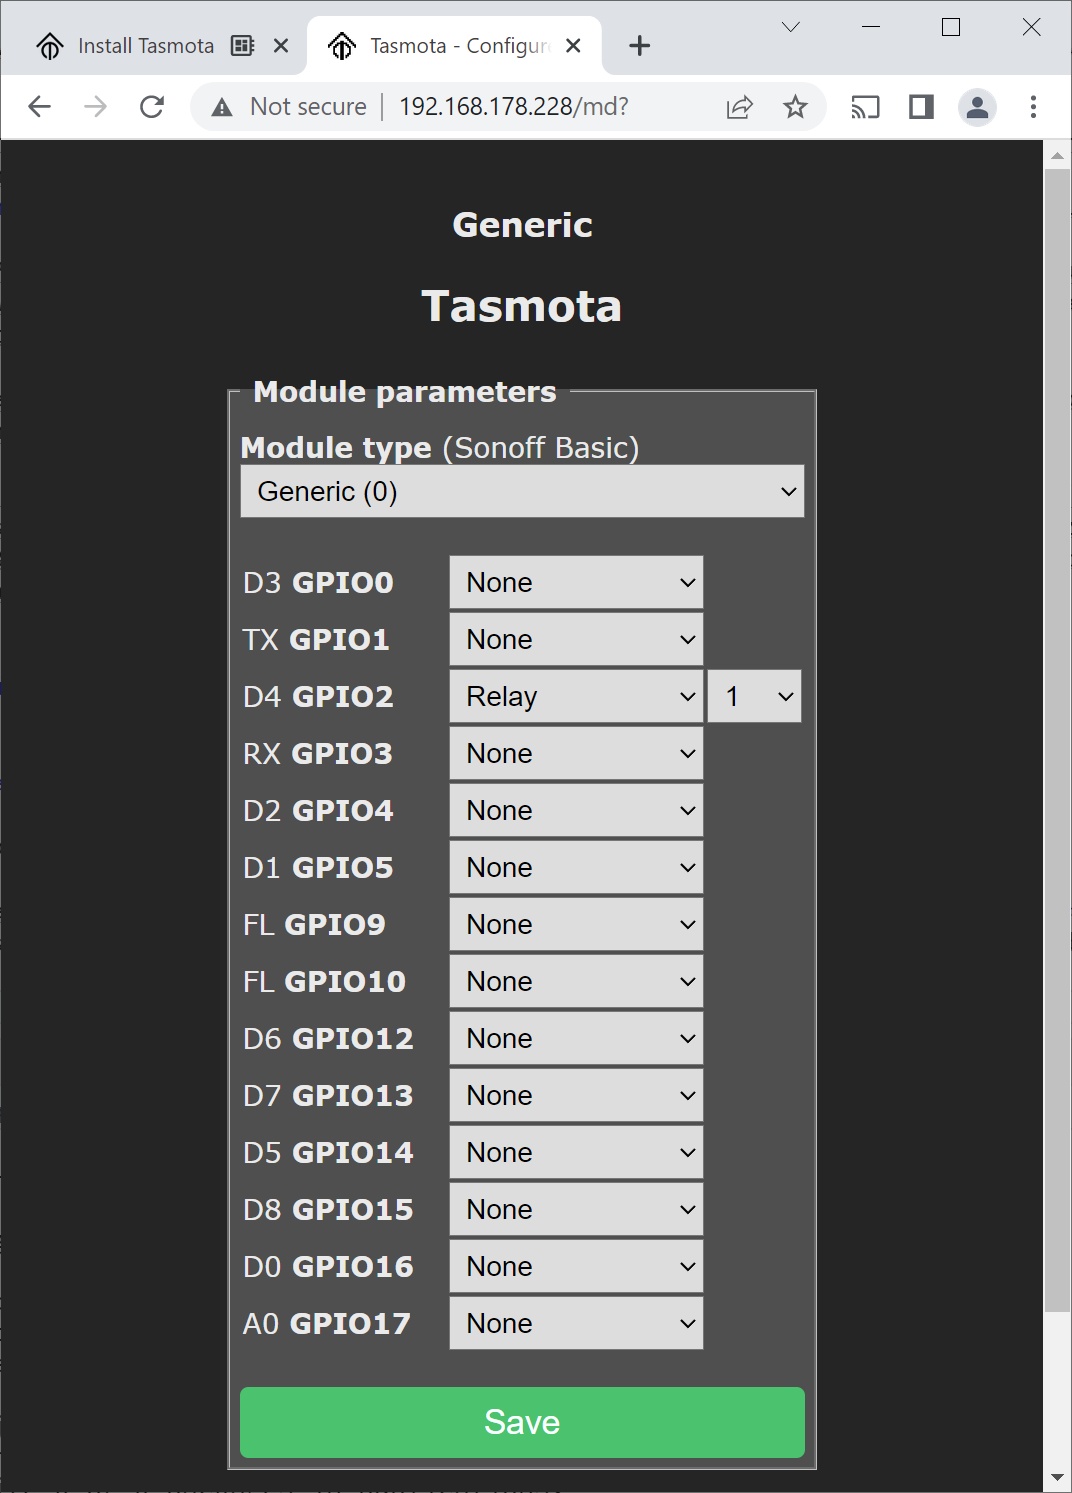 Install Tasmota
Tasmota - Configur
Not secure
192.168.178.228/md?
Generic
Tasmota
Module parameters
Module type (Sonoff Basic)
Generic (0)
D3 GPIO0 None
TX GPIO1 None
D4 GPIO2 Relay 1
RX GPIO3 None
D2 GPIO4 None
D1 GPIO5 None
FL GPIO9 None
FL GPIO10 None
D6 GPIO12 None
D7 GPIO13 None
D5 GPIO14 None
D8 GPIO15 None
D0 GPIO16 None
A0 GPIO17 None
Save